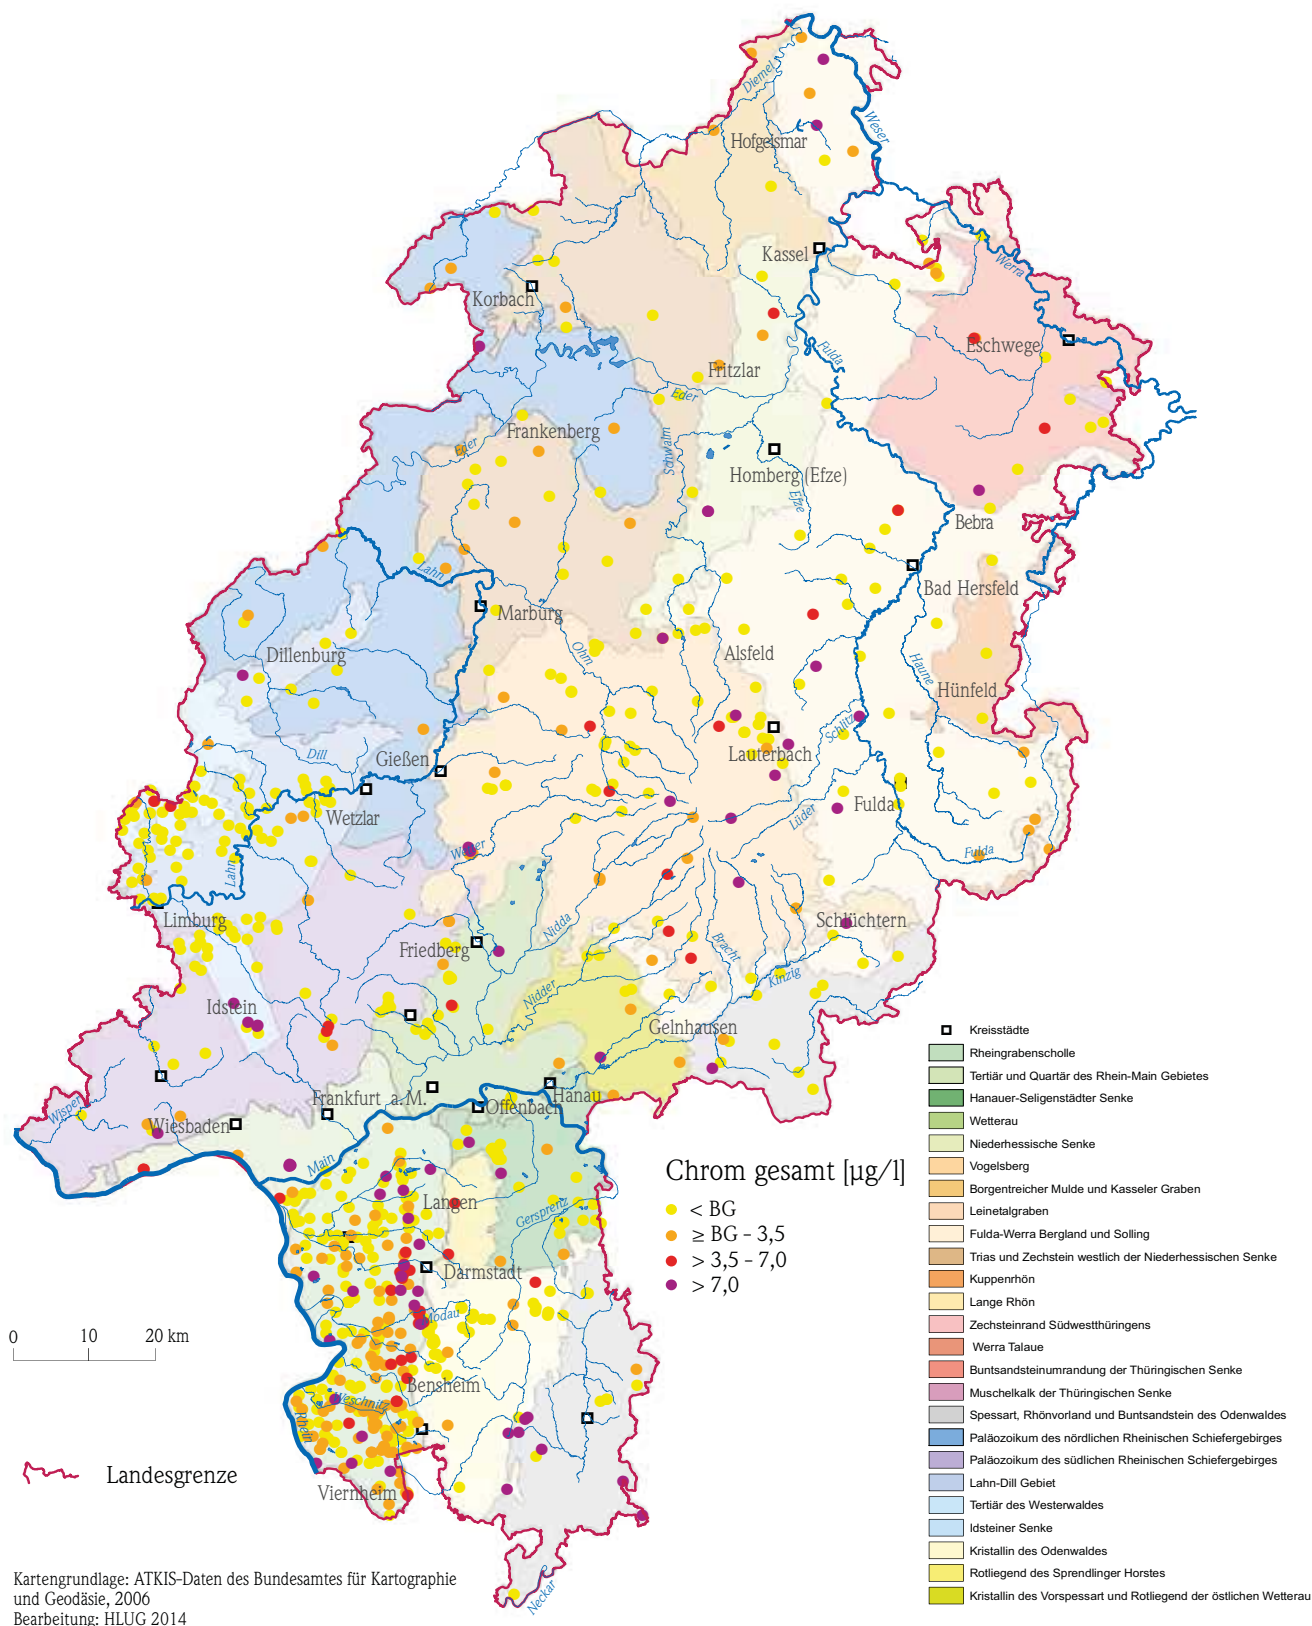 Diemel
Hofgeismar
Weser
Kassel
Werra
Korbach
Eschwege
Fulda
Fritzlar
Eder
Frankenberg
Eder
Schwalm
Homberg (Efze)
Efze
Bebra
Lahn
Bad Hersfeld
Marburg
Ohm
Alsfeld
Dillenburg
Haune
Hünfeld
Schlitz
Lauterbach
Dill
Gießen
Wetzlar
Fulda
Lüder
Wetter
Fulda
Lahn
Limburg
Schlüchtern
Nidda
Friedberg
Bracht
Kinzig
Nidder
Idstein
Gelnhausen
Wisper
Frankfurt a. M.
Hanau
Offenbach
Wiesbaden
Main
Langen
Gersprenz
Darmstadt
Modau
Bensheim
Weschnitz
Rhein
Viernheim
Neckar
Chrom gesamt [µg/l]
< BG
≥ BG - 3,5
> 3,5 - 7,0
> 7,0
0 10 20 km
Landesgrenze
Kreisstädte
Rheingrabenscholle
Tertiär und Quartär des Rhein-Main Gebietes
Hanauer-Seligenstädter Senke
Wetterau
Niederhessische Senke
Vogelsberg
Borgentreicher Mulde und Kasseler Graben
Leinetalgraben
Fulda-Werra Bergland und Solling
Trias und Zechstein westlich der Niederhessischen Senke
Kuppenrhön
Lange Rhön
Zechsteinrand Südwestthüringens
Werra Talaue
Buntsandsteinumrandung der Thüringischen Senke
Muschelkalk der Thüringischen Senke
Spessart, Rhönvorland und Buntsandstein des Odenwaldes
Paläozoikum des nördlichen Rheinischen Schiefergebirges
Paläozoikum des südlichen Rheinischen Schiefergebirges
Lahn-Dill Gebiet
Tertiär des Westerwaldes
Idsteiner Senke
Kristallin des Odenwaldes
Rotliegend des Sprendlinger Horstes
Kristallin des Vorspessart und Rotliegend der östlichen Wetterau
Kartengrundlage: ATKIS-Daten des Bundesamtes für Kartographie
und Geodäsie, 2006
Bearbeitung: HLUG 2014